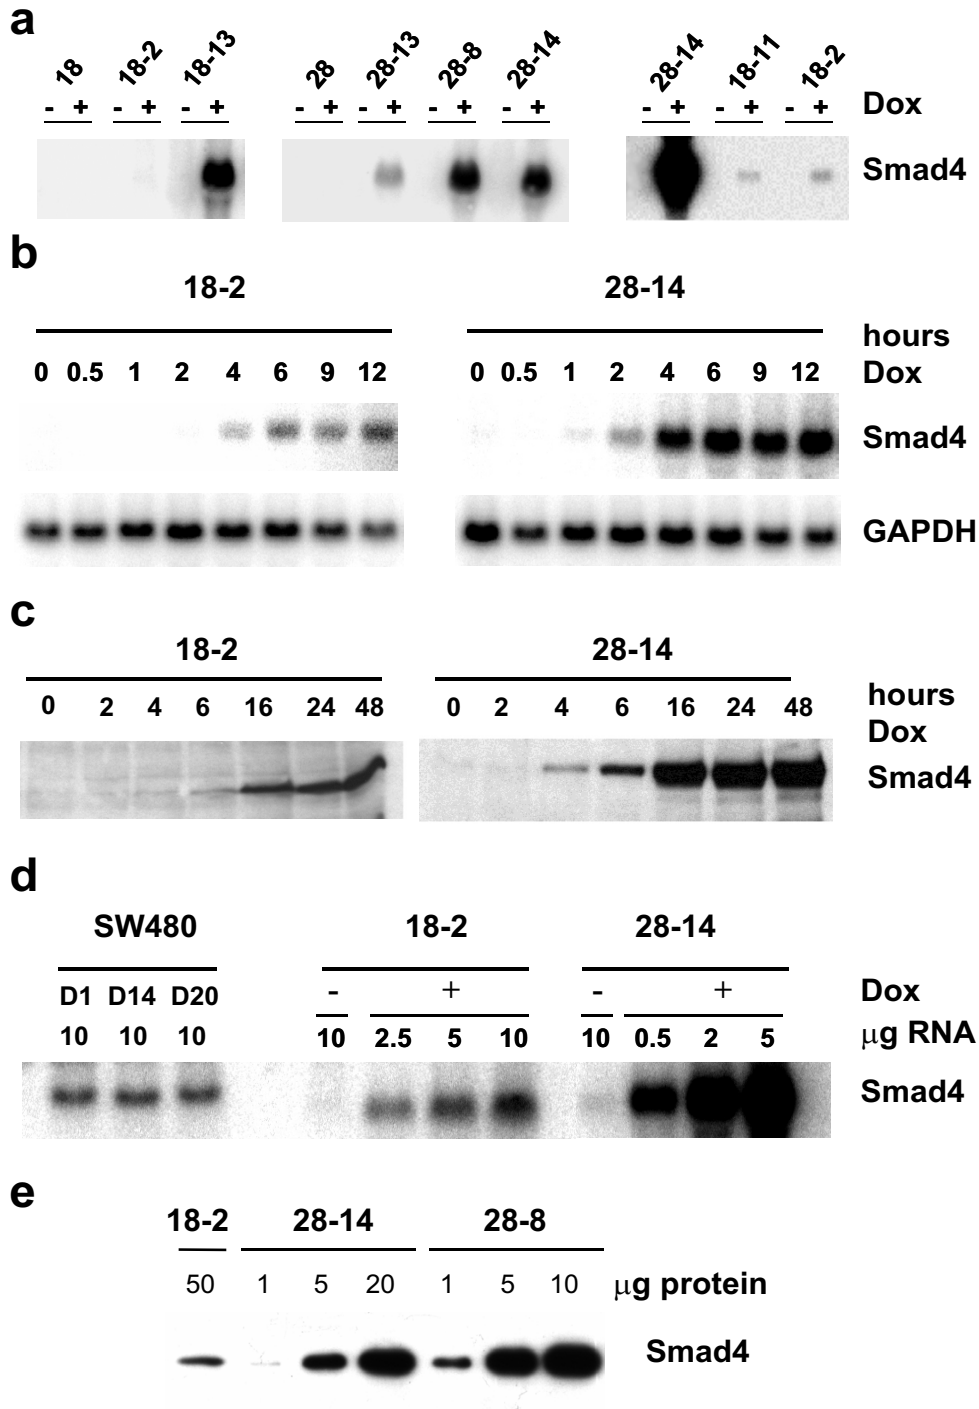 a
18 18-2 18-13 28 28-13 28-8 28-14 28-14 18-11 18-2
- + - + - + - + - + - + - + - + - + - + Dox
Smad4
b
18-2 28-14
hours
0 0.5 1 2 4 6 9 12 0 0.5 1 2 4 6 9 12 Dox
Smad4
GAPDH
c
18-2 28-14
hours
0 2 4 6 16 24 48 0 2 4 6 16 24 48
Dox
Smad4
d
SW480 18-2 28-14
D1 D14 D20 - + - + Dox
10 10 10 10 2.5 5 10 10 0.5 2 5 µg RNA
Smad4
e
18-2 28-14 28-8
50 1 5 20 1 5 10 µg protein
Smad4